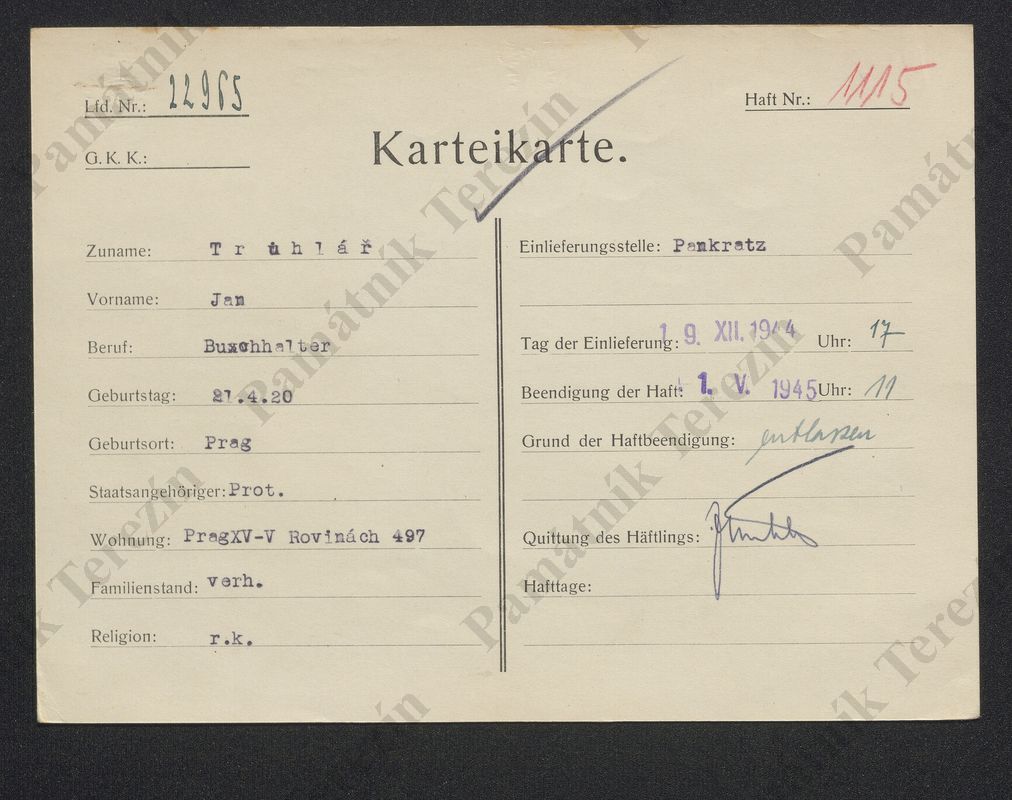 Lfd. Nr.: 22965
Haft Nr.: 11/15
G. K. K.:
Karteikarte.
Zuname: Truhlář
Vorname: Jan
Beruf: Buxchhalter
Geburtstag: 21.4.20
Geburtsort: Prag
Staatsangehöriger: Prot.
Wohnung: PragXV-V Rovinách 497
Familienstand: verh.
Religion: r.k.
Einlieferungsstelle: Pankratz
Tag der Einlieferung: 19. XII. 1944 Uhr: 17
Beendigung der Haft: 1. V. 1945 Uhr: 11
Grund der Haftbeendigung: entlassen
Quittung des Häftlings:
Hafttage:
Památník Terezín